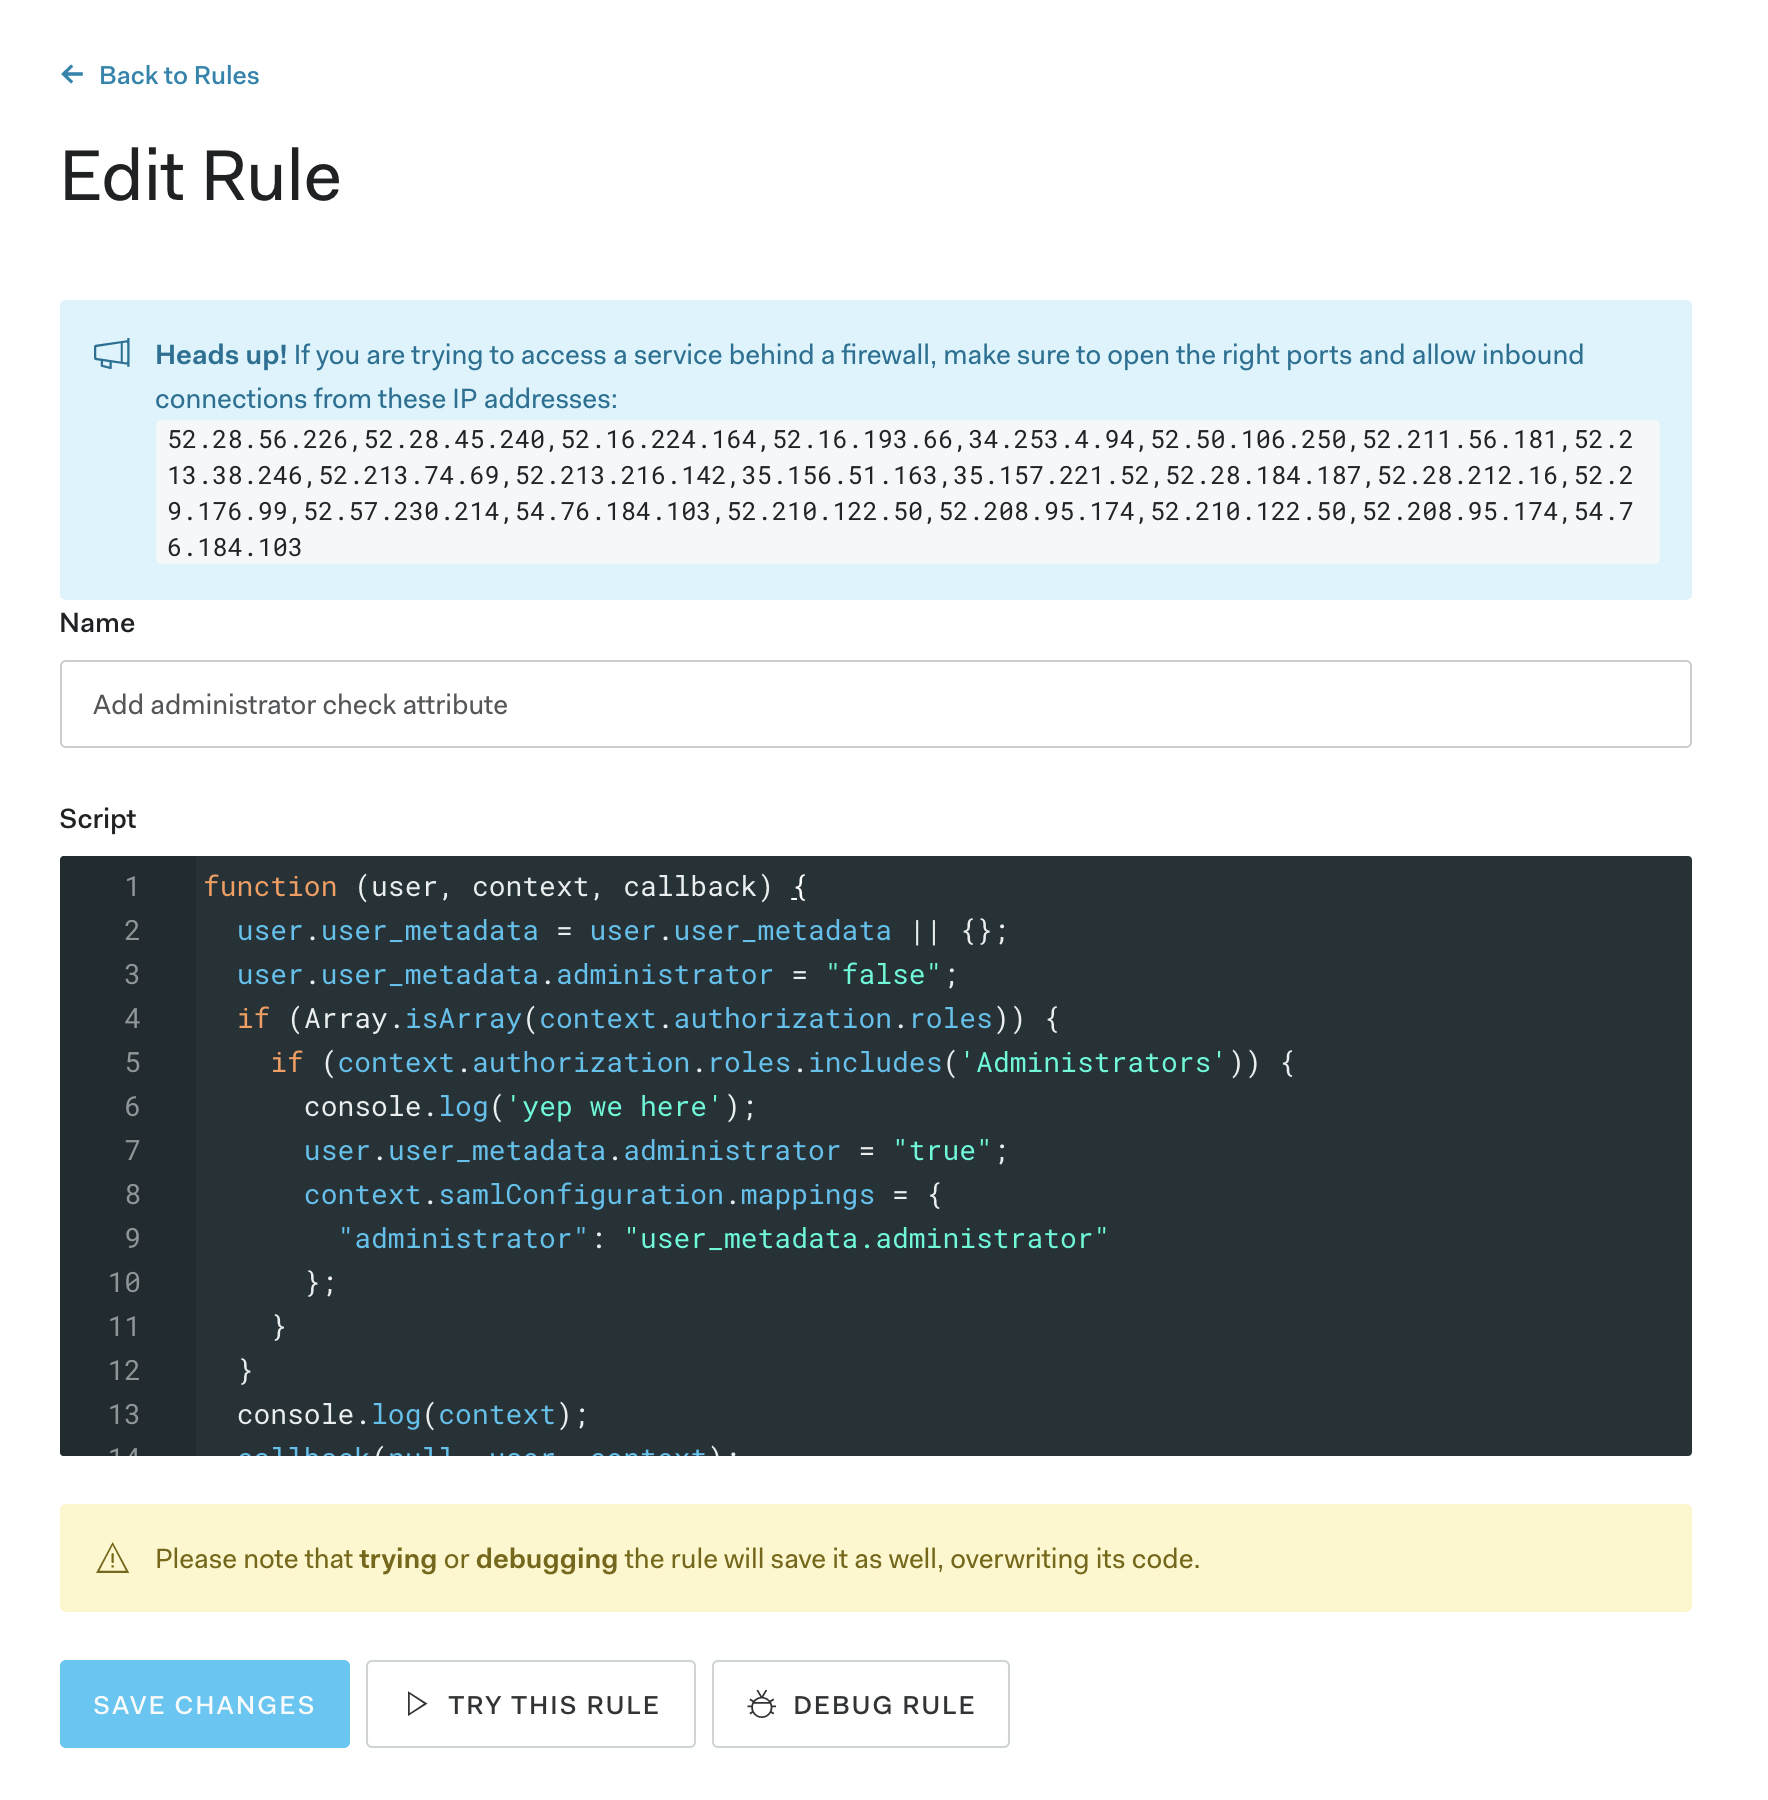 Back to Rules
Edit Rule
Heads up! If you are trying to access a service behind a firewall, make sure to open the right ports and allow inbound
connections from these IP addresses:
52.28.56.226,52.28.45.240,52.16.224.164,52.16.193.66,34.253.4.94,52.50.106.250,52.211.56.181,52.2
13.38.246,52.213.74.69,52.213.216.142,35.156.51.163,35.157.221.52,52.28.184.187,52.28.212.16,52.2
9.176.99,52.57.230.214,54.76.184.103,52.210.122.50,52.208.95.174,52.210.122.50,52.208.95.174,54.7
6.184.103
Name
Add administrator check attribute
Script
1 function (user, context, callback) {
2   user.user_metadata = user.user_metadata || {};
3   user.user_metadata.administrator = "false";
4   if (Array.isArray(context.authorization.roles)) {
5     if (context.authorization.roles.includes('Administrators')) {
6       console.log('yep we here');
7       user.user_metadata.administrator = "true";
8       context.samlConfiguration.mappings = {
9         "administrator": "user_metadata.administrator"
10       };
11     }
12   }
13   console.log(context);
14   callback(null, user, context);
Please note that trying or debugging the rule will save it as well, overwriting its code.
SAVE CHANGES
TRY THIS RULE
DEBUG RULE